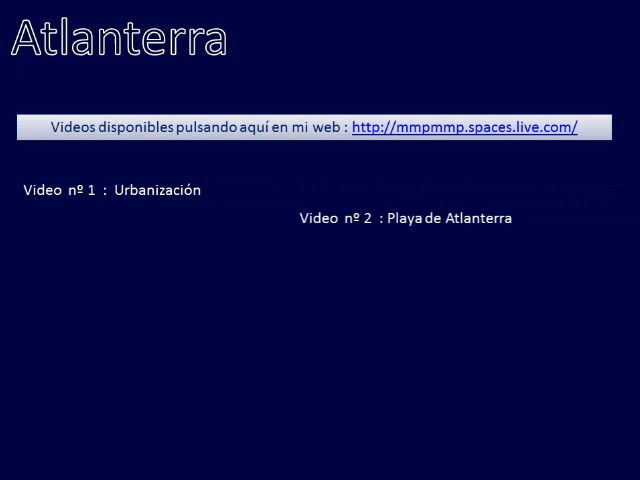 Atlanterra
Videos disponibles pulsando aquí en mi web : http://mmpmmp.spaces.live.com/
Video nº 1 : Urbanización
Video nº 2 : Playa de Atlanterra